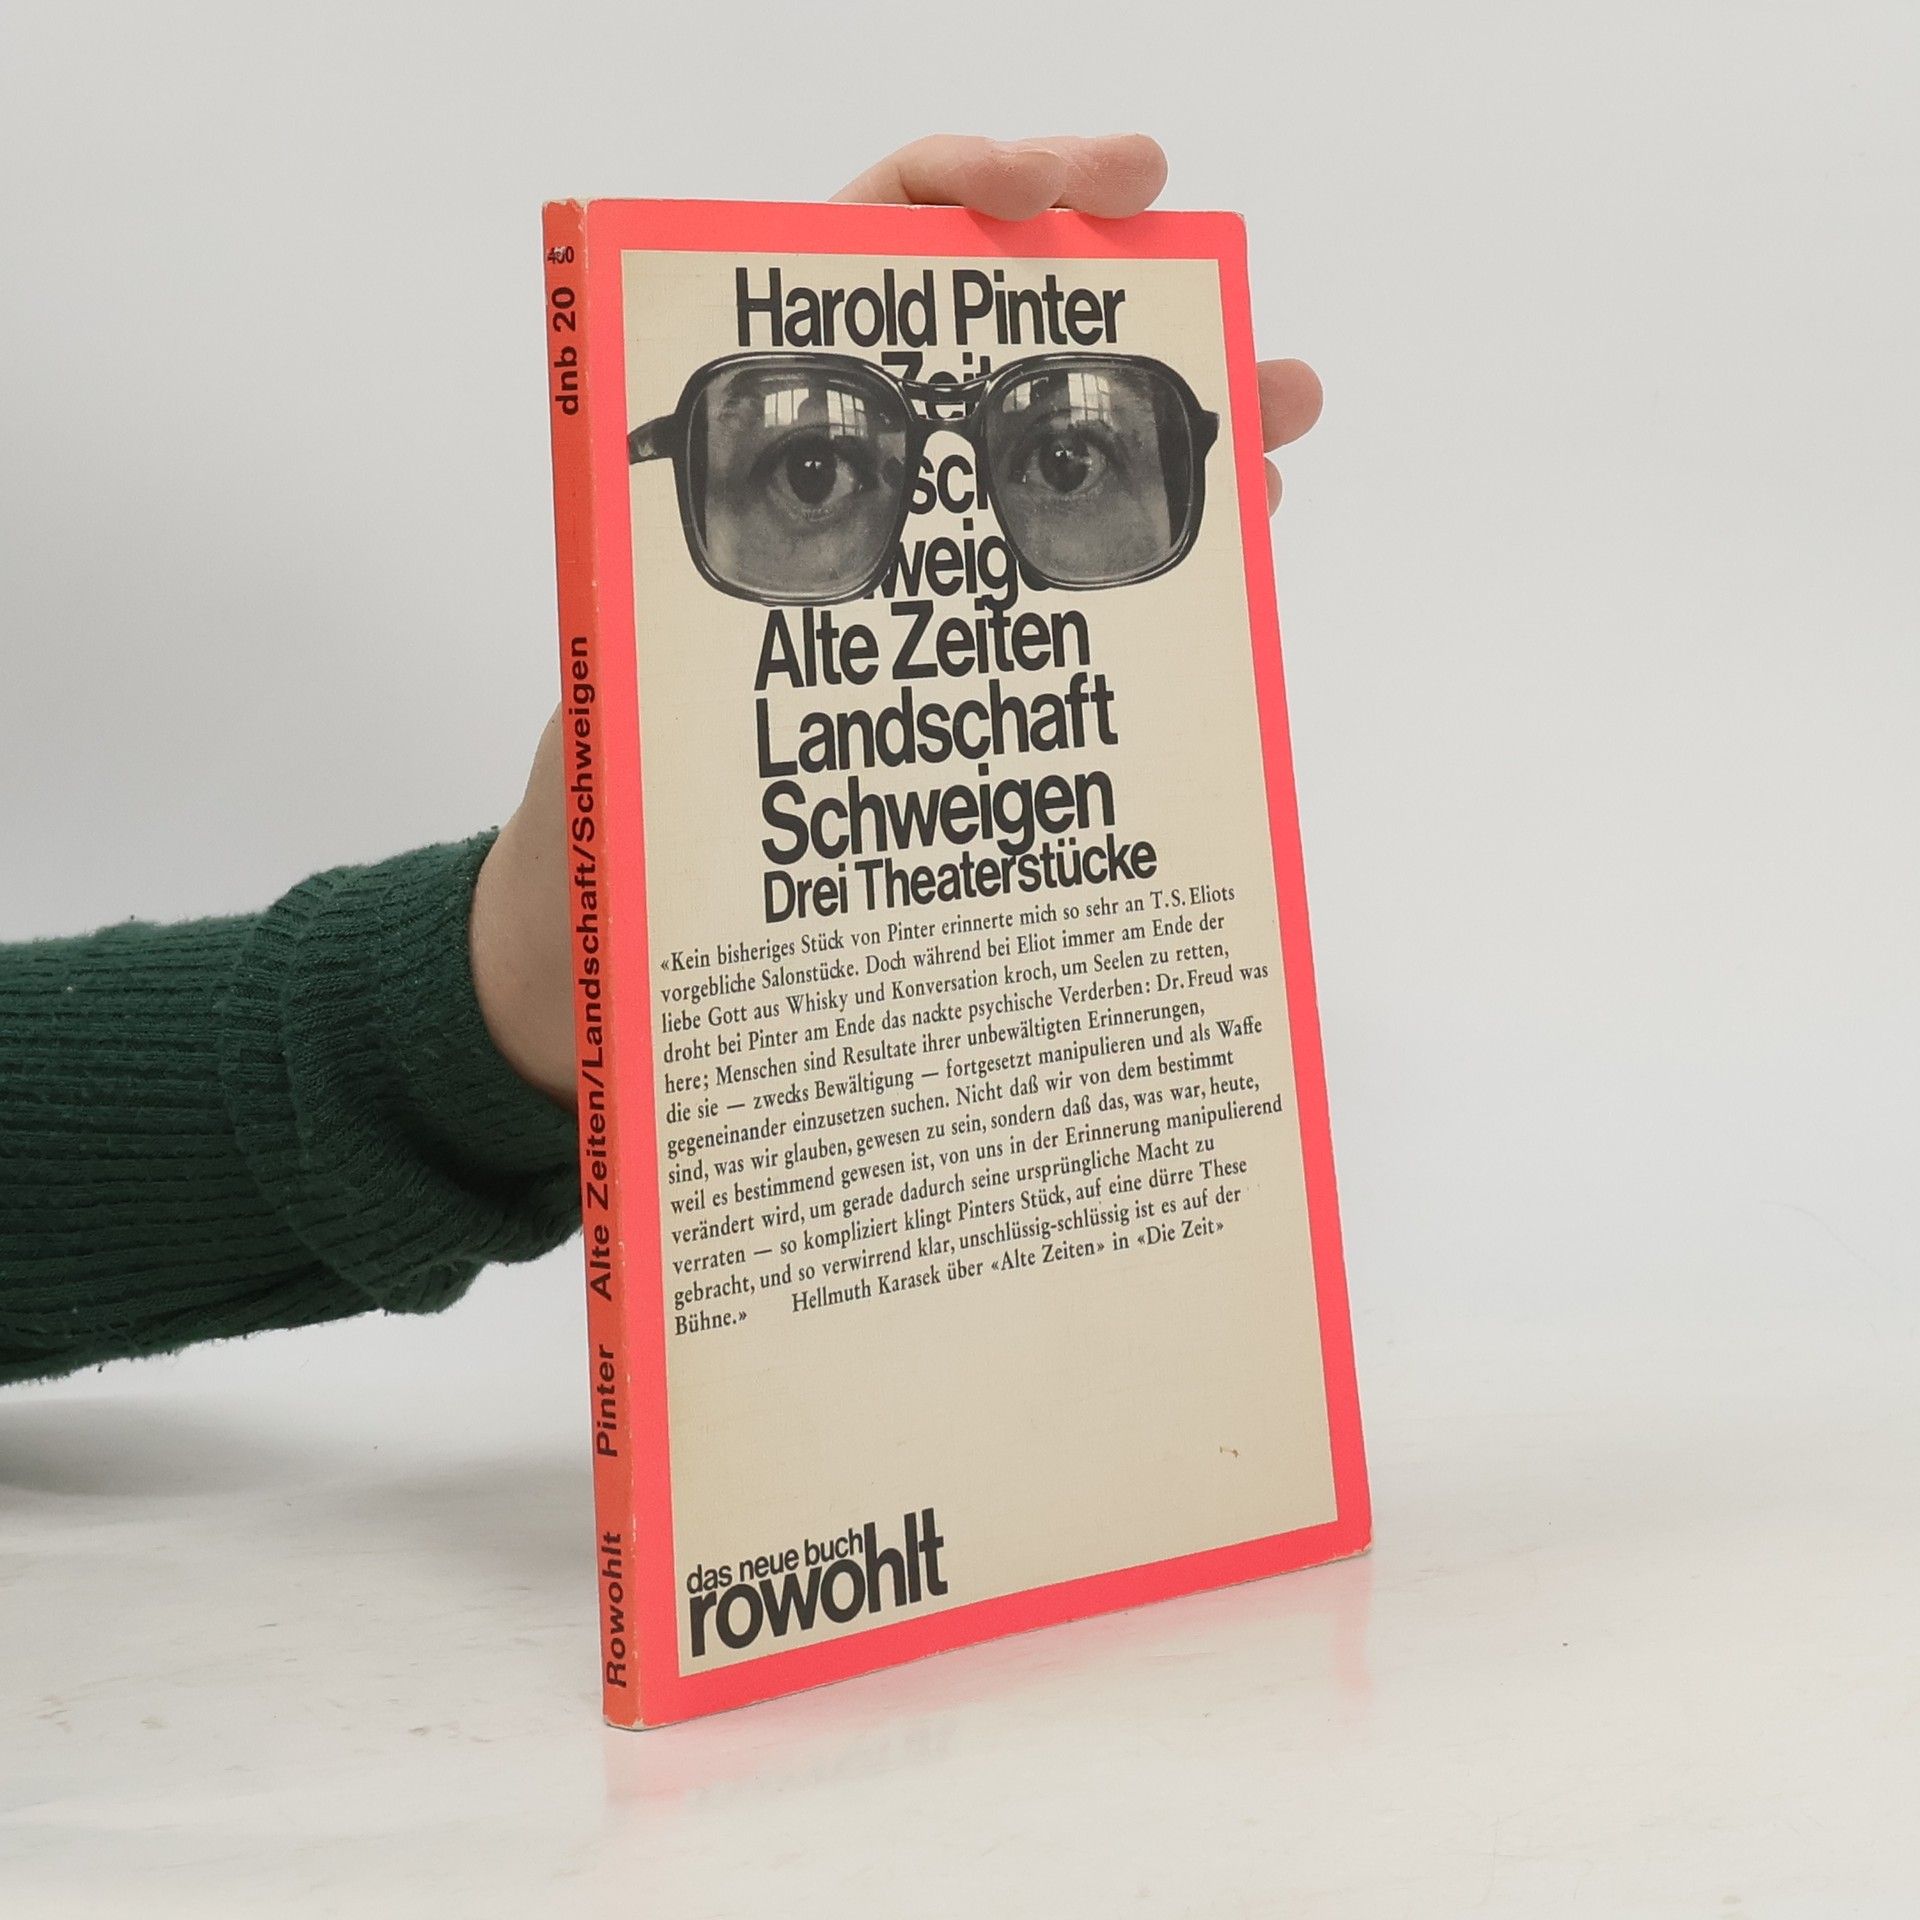 Harold Pinter
Zeit
sch
weige
Alte Zeiten
Landschaft
Schweigen
Drei Theaterstücke
«Kein bisheriges Stück von Pinter erinnerte mich so sehr an T.S. Eliots
vorgebliche Salonstücke. Doch während bei Eliot immer am Ende der
liebe Gott aus Whisky und Konversation kroch, um Seelen zu retten,
droht bei Pinter am Ende das nackte psychische Verderben: Dr. Freud was
here; Menschen sind Resultate ihrer unbewältigten Erinnerungen,
die sie — zwecks Bewältigung — fortgesetzt manipulieren und als Waffe
gegeneinander einzusetzen suchen. Nicht daß wir von dem bestimmt
sind, was wir glauben, gewesen zu sein, sondern daß das, was war, heute,
weil es bestimmend gewesen ist, von uns in der Erinnerung manipulierend
verändert wird, um gerade dadurch seine ursprüngliche Macht zu
verraten — so kompliziert klingt Pinters Stück, auf eine dürre These
gebracht, und so verwirrend klar, unschlüssig-schlüssig ist es auf der
Bühne.» Hellmuth Karasek über «Alte Zeiten» in «Die Zeit»
das neue buch
rowohlt
Rowohlt Pinter Alte Zeiten/Landschaft/Schweigen dnb 20